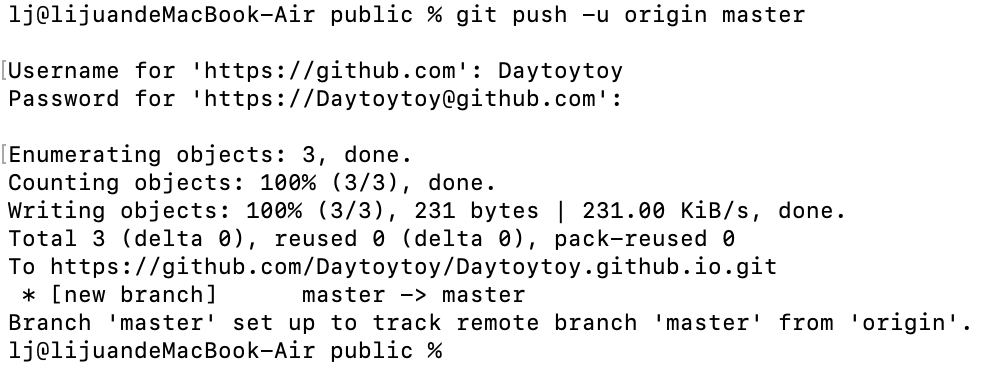 lj@lijuandeMacBook-Air public % git push -u origin master
[Username for 'https://github.com': Daytoytoy
Password for 'https://Daytoytoy@github.com':
[Enumerating objects: 3, done.
Counting objects: 100% (3/3), done.
Writing objects: 100% (3/3), 231 bytes | 231.00 KiB/s, done.
Total 3 (delta 0), reused 0 (delta 0), pack-reused 0
To https://github.com/Daytoytoy/Daytoytoy.github.io.git
 * [new branch]      master -> master
Branch 'master' set up to track remote branch 'master' from 'origin'.
lj@lijuandeMacBook-Air public %